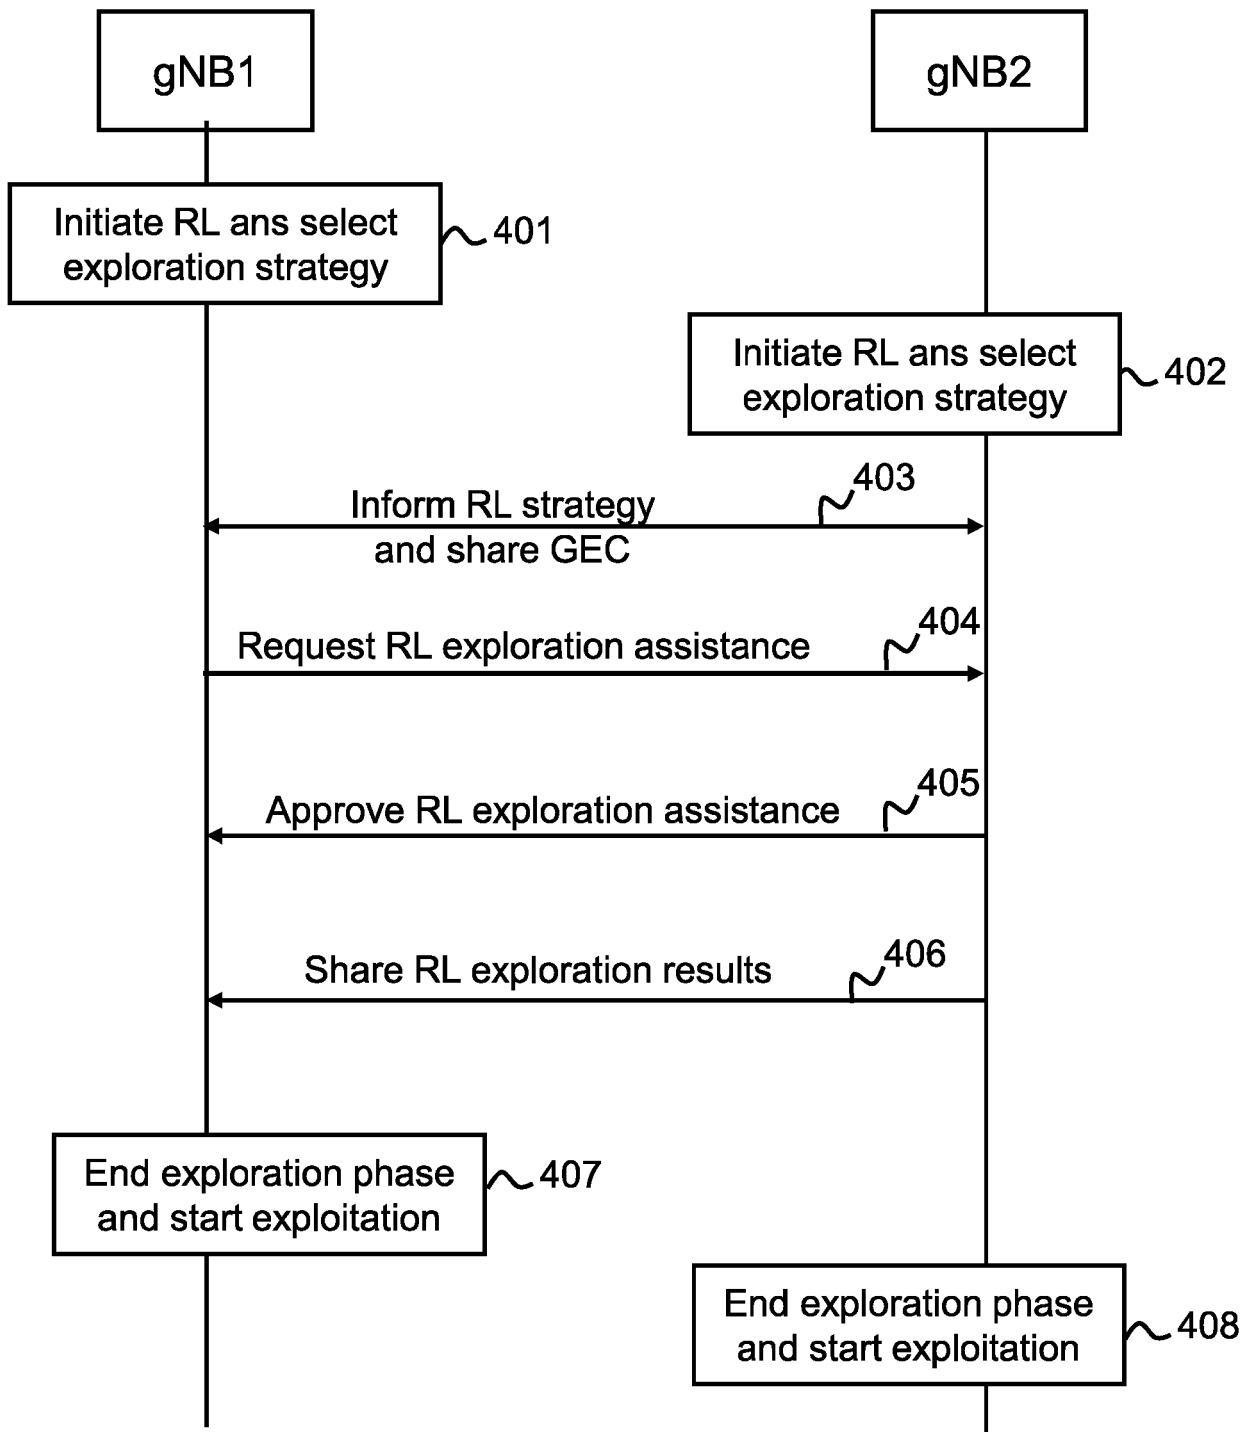 gNB1
gNB2
Initiate RL ans select
exploration strategy
401
Initiate RL ans select
exploration strategy
402
403
Inform RL strategy
and share GEC
404
Request RL exploration assistance
405
Approve RL exploration assistance
406
Share RL exploration results
End exploration phase
and start exploitation
407
End exploration phase
and start exploitation
408